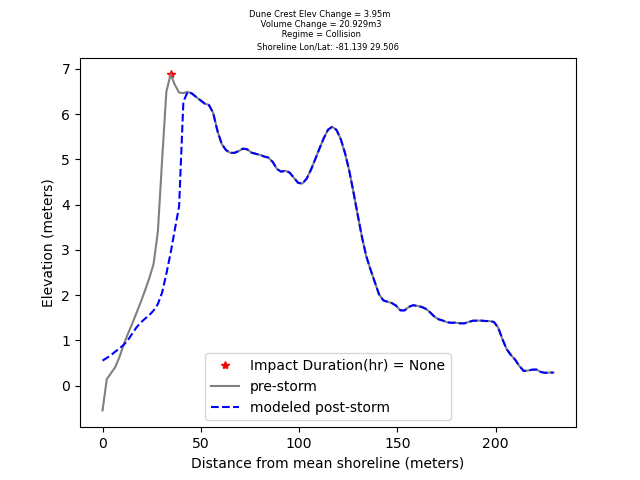 Dune Crest Elev Change = 3.95m
Volume Change = 20.929m3
Regime = Collision
Shoreline Lon/Lat: -81.139 29.506
7
6
5
4
3
2
1
0
Elevation (meters)
Impact Duration(hr) = None
pre-storm
modeled post-storm
0 50 100 150 200
Distance from mean shoreline (meters)